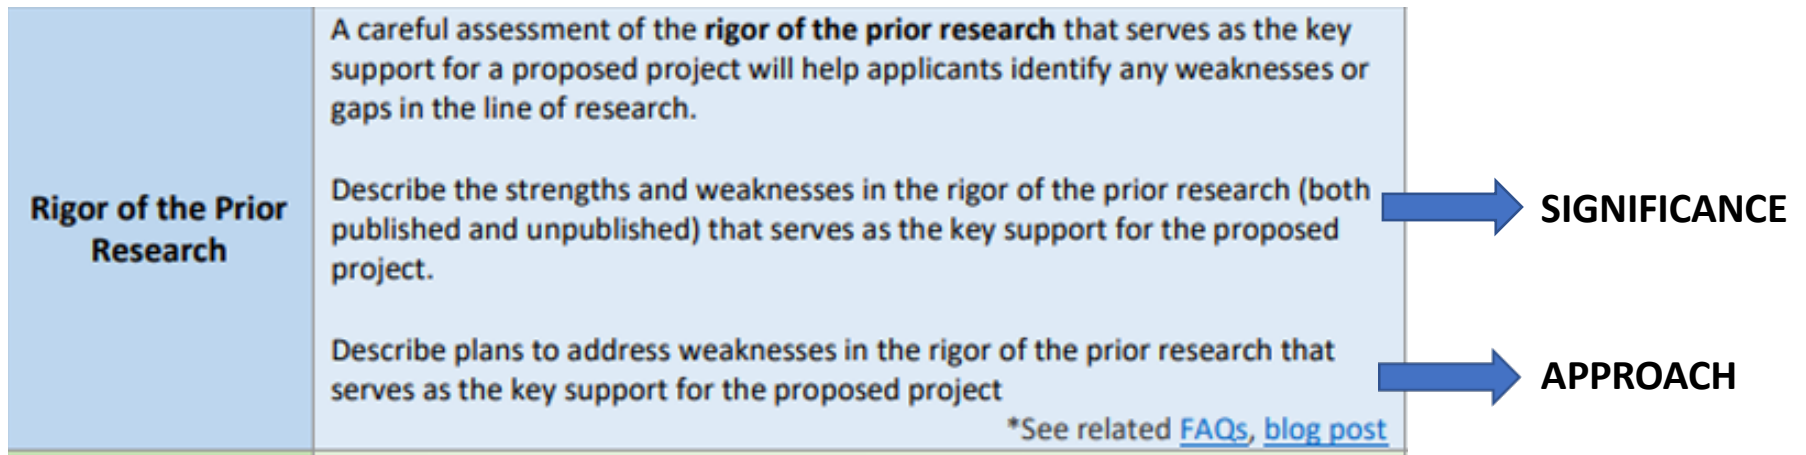 Rigor of the Prior
Research
A careful assessment of the rigor of the prior research that serves as the key
support for a proposed project will help applicants identify any weaknesses or
gaps in the line of research.
Describe the strengths and weaknesses in the rigor of the prior research (both
published and unpublished) that serves as the key support for the proposed
project.
SIGNIFICANCE
Describe plans to address weaknesses in the rigor of the prior research that
serves as the key support for the proposed project
APPROACH
*See related FAQs, blog post